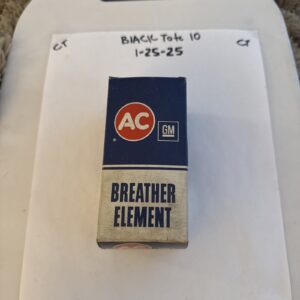 CT BLACK Tote 10 CT
1-25-25
AC
GM
BREATHER
ELEMENT